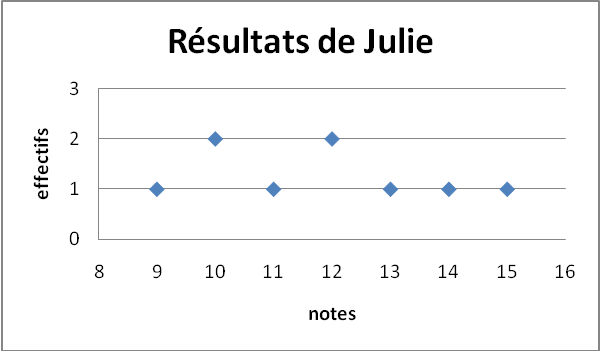 Résultats de Julie
effectifs
3
2
1
0
8 9 10 11 12 13 14 15 16
notes